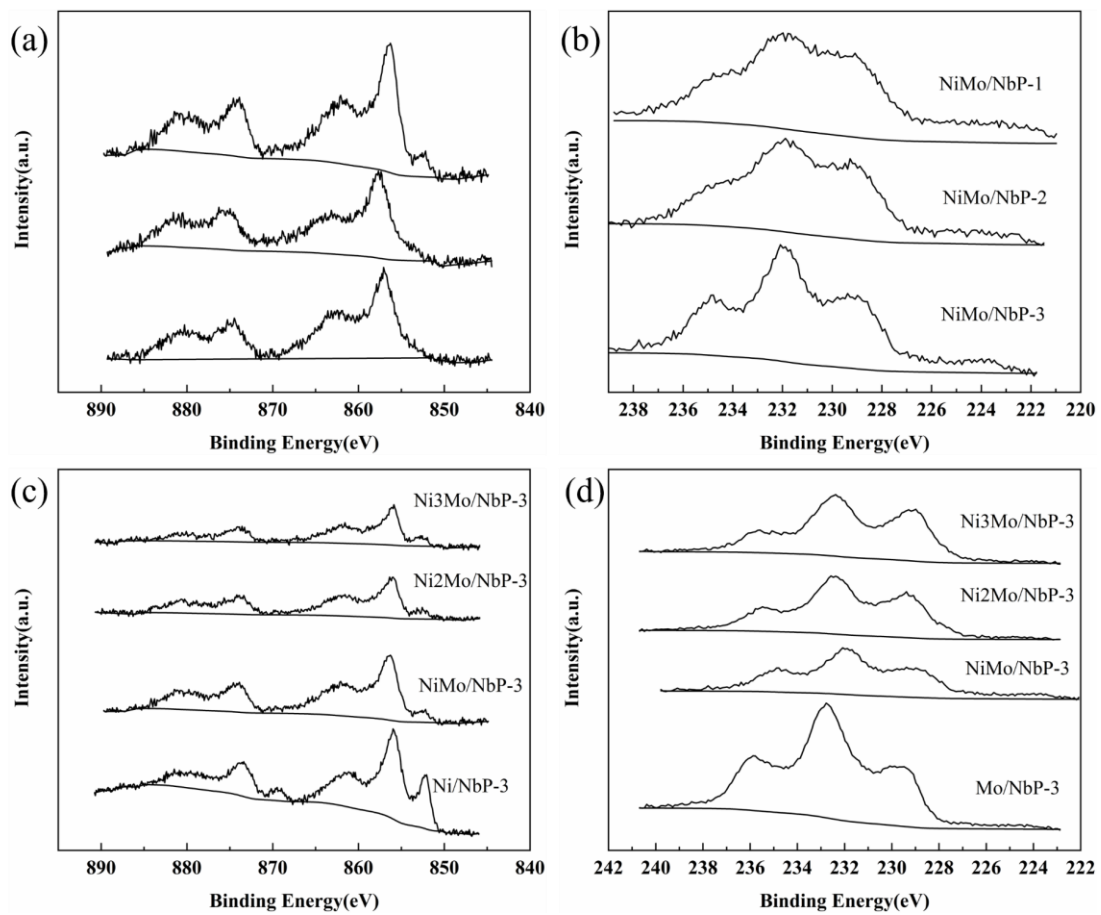 (a)
Intensity(a.u.)
890 880 870 860 850 840
Binding Energy(eV)
(b)
NiMo/NbP-1
NiMo/NbP-2
NiMo/NbP-3
Intensity(a.u.)
238 236 234 232 230 228 226 224 222 220
Binding Energy(eV)
(c)
Ni3Mo/NbP-3
Ni2Mo/NbP-3
NiMo/NbP-3
Ni/NbP-3
Intensity(a.u.)
890 880 870 860 850 840
Binding Energy(eV)
(d)
Ni3Mo/NbP-3
Ni2Mo/NbP-3
NiMo/NbP-3
Mo/NbP-3
Intensity(a.u.)
242 240 238 236 234 232 230 228 226 224 222
Binding Energy(eV)